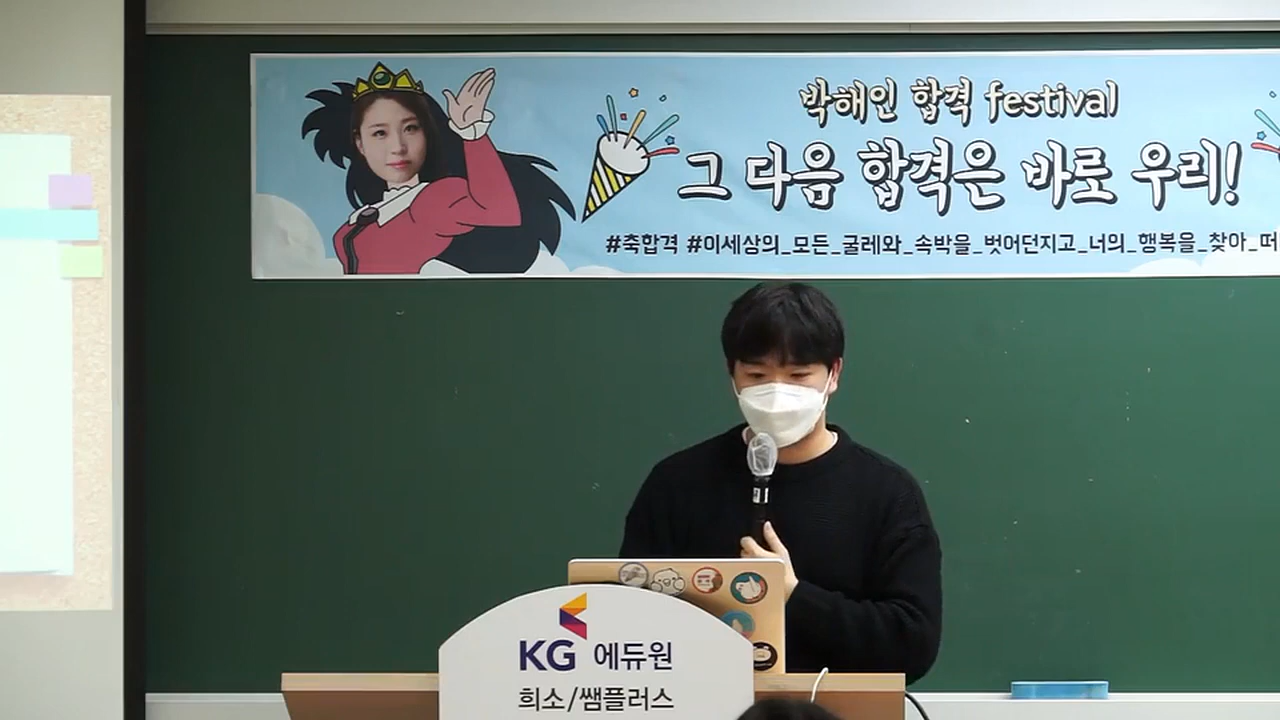 박해인 합격 festival
그 다음 합격은 바로 우리!
#축합격 #이세상의_모든_굴레와_속박을_벗어던지고_너의_행복을_찾아_떠
KG 에듀원
희소/쌤플러스